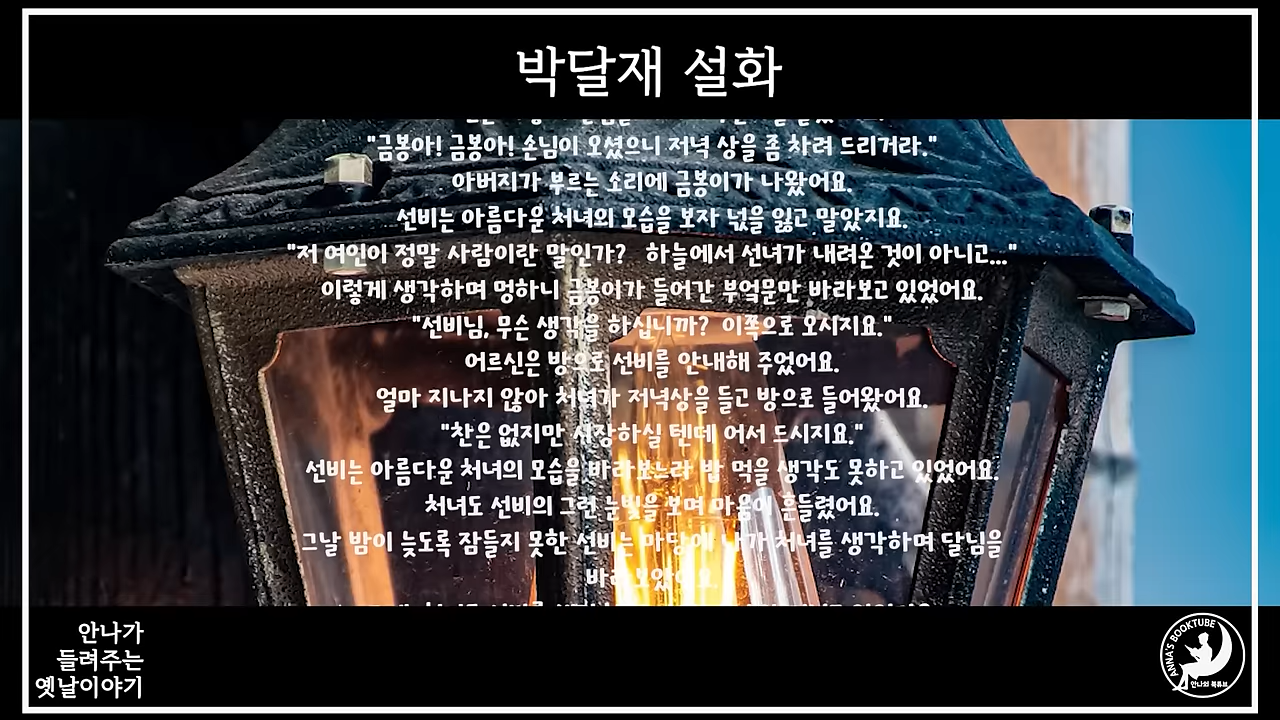 박달재 설화
"금봉아! 금봉아! 손님이 오셨으니 저녁 상을 좀 차려 드리거라."
아버지가 부르는 소리에 금봉이가 나왔어요.
선비는 아름다운 처녀의 모습을 보자 넋을 잃고 말았지요.
"저 여인이 정말 사람이란 말인가? 하늘에서 선녀가 내려온 것이 아니고..."
이렇게 생각하며 멍하니 금봉이가 들어간 부엌문만 바라보고 있었어요.
"선비님, 무슨 생각을 하십니까? 이쪽으로 오시지요."
어르신은 방으로 선비를 안내해 주었어요.
얼마 지나지 않아 처녀가 저녁상을 들고 방으로 들어왔어요.
"찬은 없지만 시장하실 텐데 어서 드시지요."
선비는 아름다운 처녀의 모습을 바라보느라 밥 먹을 생각도 못하고 있었어요.
처녀도 선비의 그런 눈빛을 보며 마음이 흔들렸어요.
그날 밤이 늦도록 잠들지 못한 선비는 마당에 나가 처녀를 생각하며 달님을
바라보았어요.
안나가
들려주는
옛날이야기
ANNA'S BOOKTUBE
안나의 북튜브